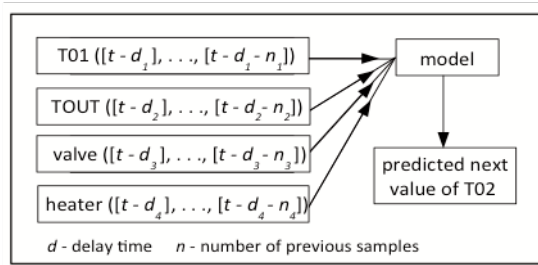 T01 ([t - d₁], . . ., [t - d₁ - n₁])
model
TOUT ([t - d₂], . . ., [t - d₂ - n₂])
valve ([t - d₃], . . ., [t - d₃ - n₃])
predicted next
value of T02
heater ([t - d₄], . . ., [t - d₄ - n₄])
d - delay time n - number of previous samples